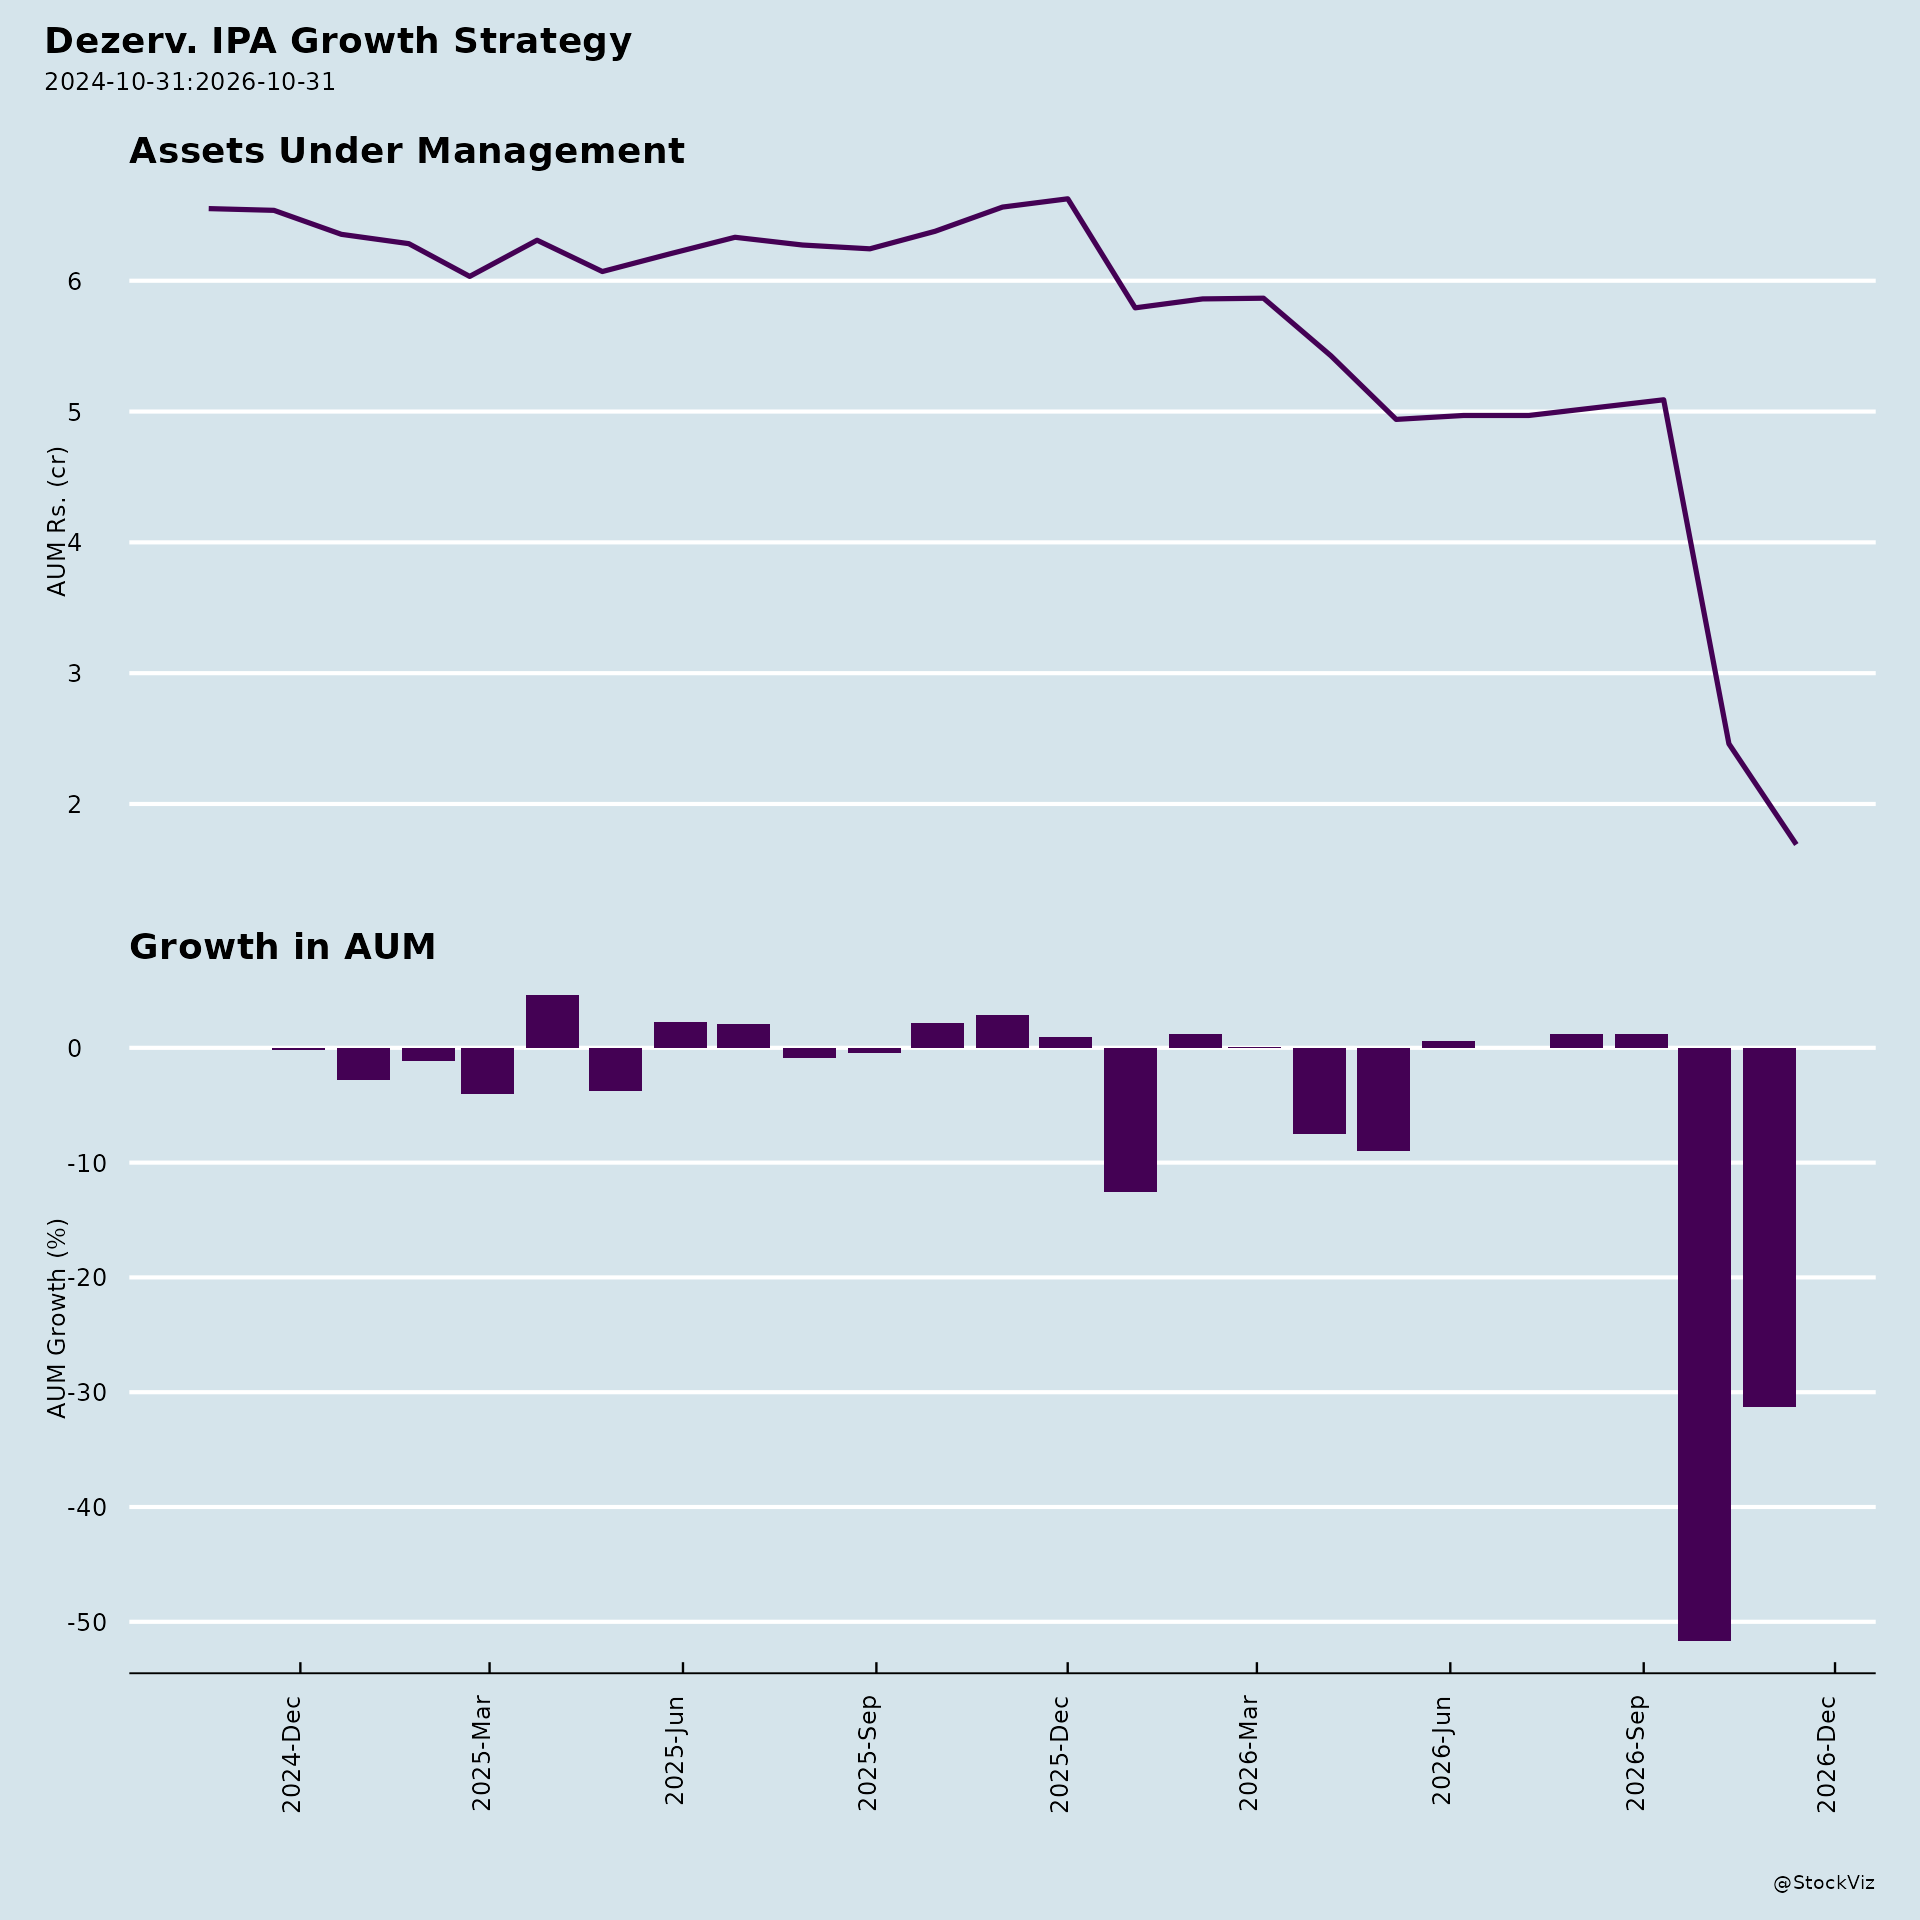 Dezerv. IPA Growth Strategy
2024-10-31:2026-10-31
Assets Under Management
AUM Rs. (cr)
6
5
4
3
2
Growth in AUM
AUM Growth (%)
0
-10
-20
-30
-40
-50
2024-Dec
2025-Mar
2025-Jun
2025-Sep
2025-Dec
2026-Mar
2026-Jun
2026-Sep
2026-Dec
@StockViz